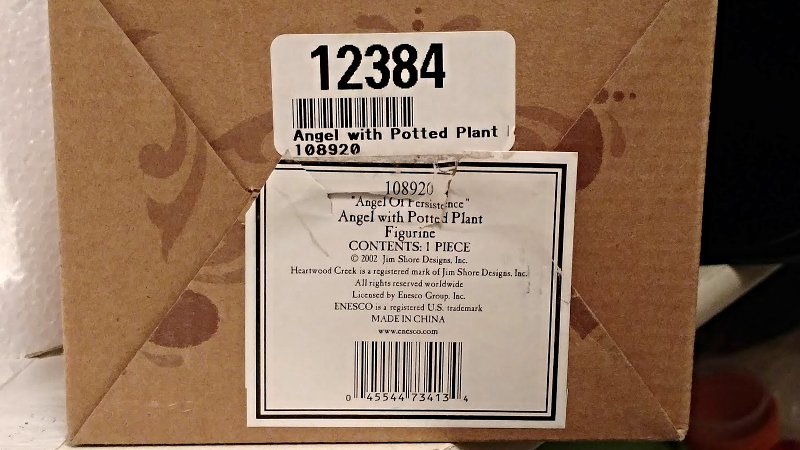 12384
Angel with Potted Plant
108920
108920
"Angel Of Persistence"
Angel with Potted Plant
Figurine
CONTENTS: 1 PIECE
© 2002 Jim Shore Designs, Inc.
Heartwood Creek is a registered mark of Jim Shore Designs, Inc.
All rights reserved worldwide
Licensed by Enesco Group, Inc.
ENESCO is a registered U.S. trademark
MADE IN CHINA
www.enesco.com
0 45544 73413 4